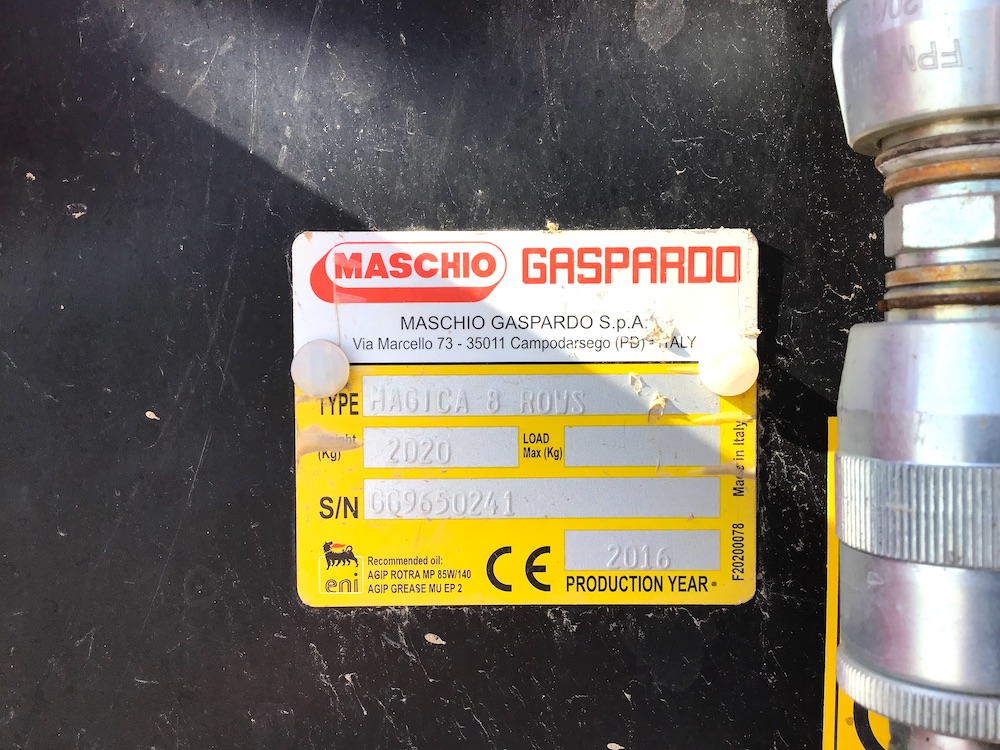 MASCHIO GASPARDO
MASCHIO GASPARDO S.p.A.
Via Marcello 73 - 35011 Campodarsego (PD) - ITALY
TYPE MAGICA 8 ROWS
(Kg) 2020 LOAD
Max (Kg)
S/N GG9650241
2016
PRODUCTION YEAR
eni
Recommended oil:
AGIP ROTRA MP 85W/140
AGIP GREASE MU EP 2
CE
F20200078 Made in Italy
FPM